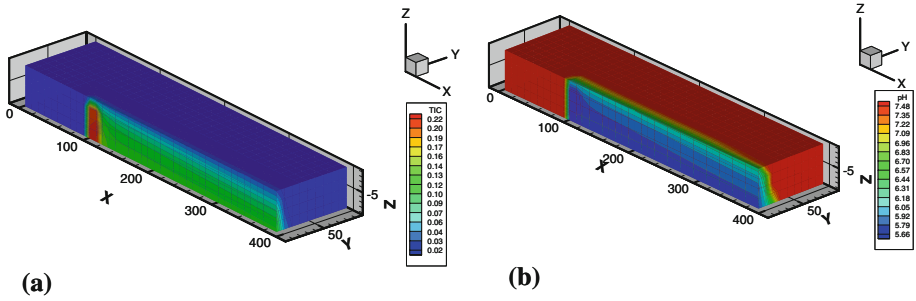 Z
Y
X
0
100
200
300
400
X
50
Y
-5
Z
TIC
0.22
0.20
0.19
0.17
0.16
0.14
0.13
0.12
0.10
0.09
0.07
0.06
0.04
0.03
0.02
(a)
Z
Y
X
0
100
200
300
400
X
50
Y
-5
Z
pH
7.48
7.35
7.22
7.09
6.96
6.83
6.70
6.57
6.44
6.31
6.18
6.05
5.92
5.79
5.66
(b)